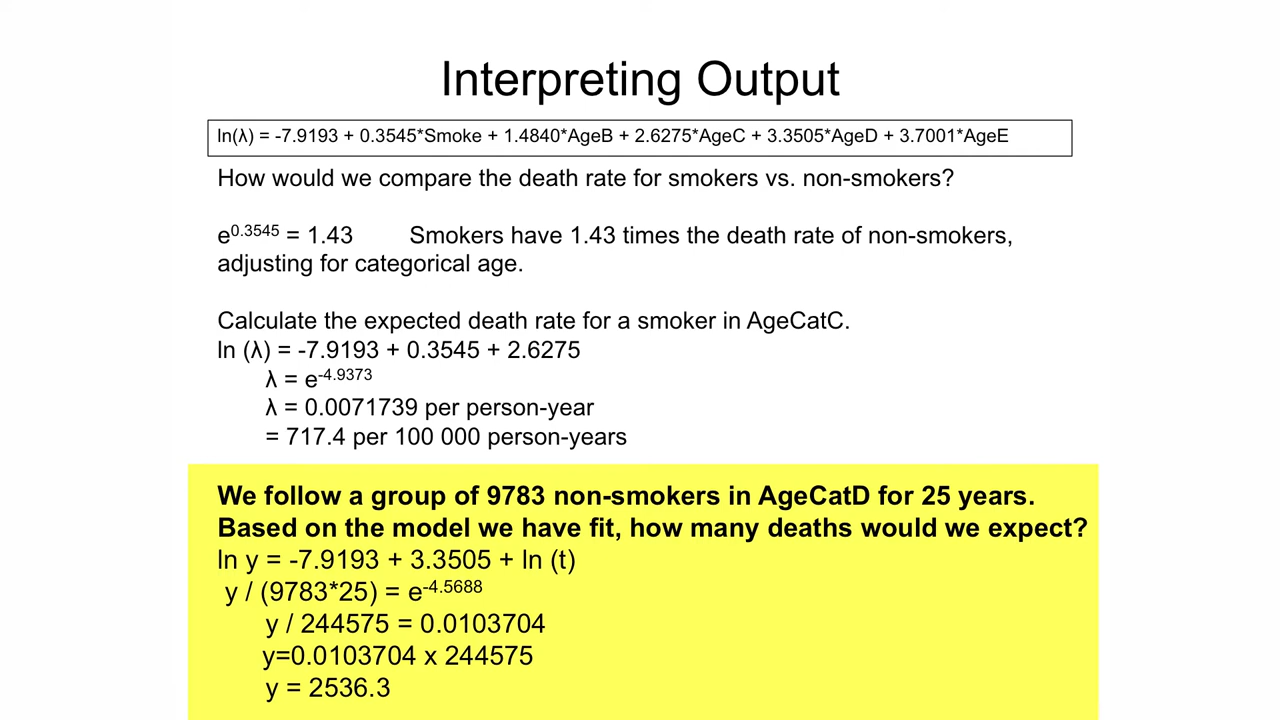 Interpreting Output
ln(λ) = -7.9193 + 0.3545*Smoke + 1.4840*AgeB + 2.6275*AgeC + 3.3505*AgeD + 3.7001*AgeE
How would we compare the death rate for smokers vs. non-smokers?
e^0.3545 = 1.43 Smokers have 1.43 times the death rate of non-smokers,
adjusting for categorical age.
Calculate the expected death rate for a smoker in AgeCatC.
ln (λ) = -7.9193 + 0.3545 + 2.6275
λ = e^-4.9373
λ = 0.0071739 per person-year
= 717.4 per 100 000 person-years
We follow a group of 9783 non-smokers in AgeCatD for 25 years.
Based on the model we have fit, how many deaths would we expect?
ln y = -7.9193 + 3.3505 + ln (t)
y / (9783*25) = e^-4.5688
y / 244575 = 0.0103704
y=0.0103704 x 244575
y = 2536.3